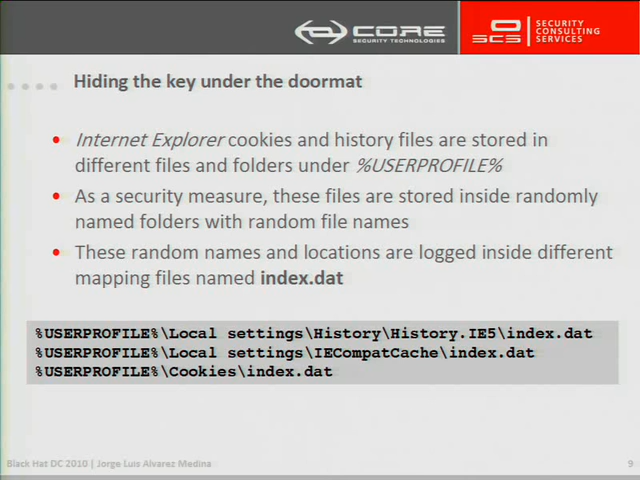 CORE
SECURITY TECHNOLOGIES
SCS
SECURITY
CONSULTING
SERVICES
Hiding the key under the doormat
• Internet Explorer cookies and history files are stored in
different files and folders under %USERPROFILE%
• As a security measure, these files are stored inside randomly
named folders with random file names
• These random names and locations are logged inside different
mapping files named index.dat
%USERPROFILE%\Local settings\History\History.IE5\index.dat
%USERPROFILE%\Local settings\IECompatCache\index.dat
%USERPROFILE%\Cookies\index.dat
Black Hat DC 2010 | Jorge Luis Alvarez Medina
9